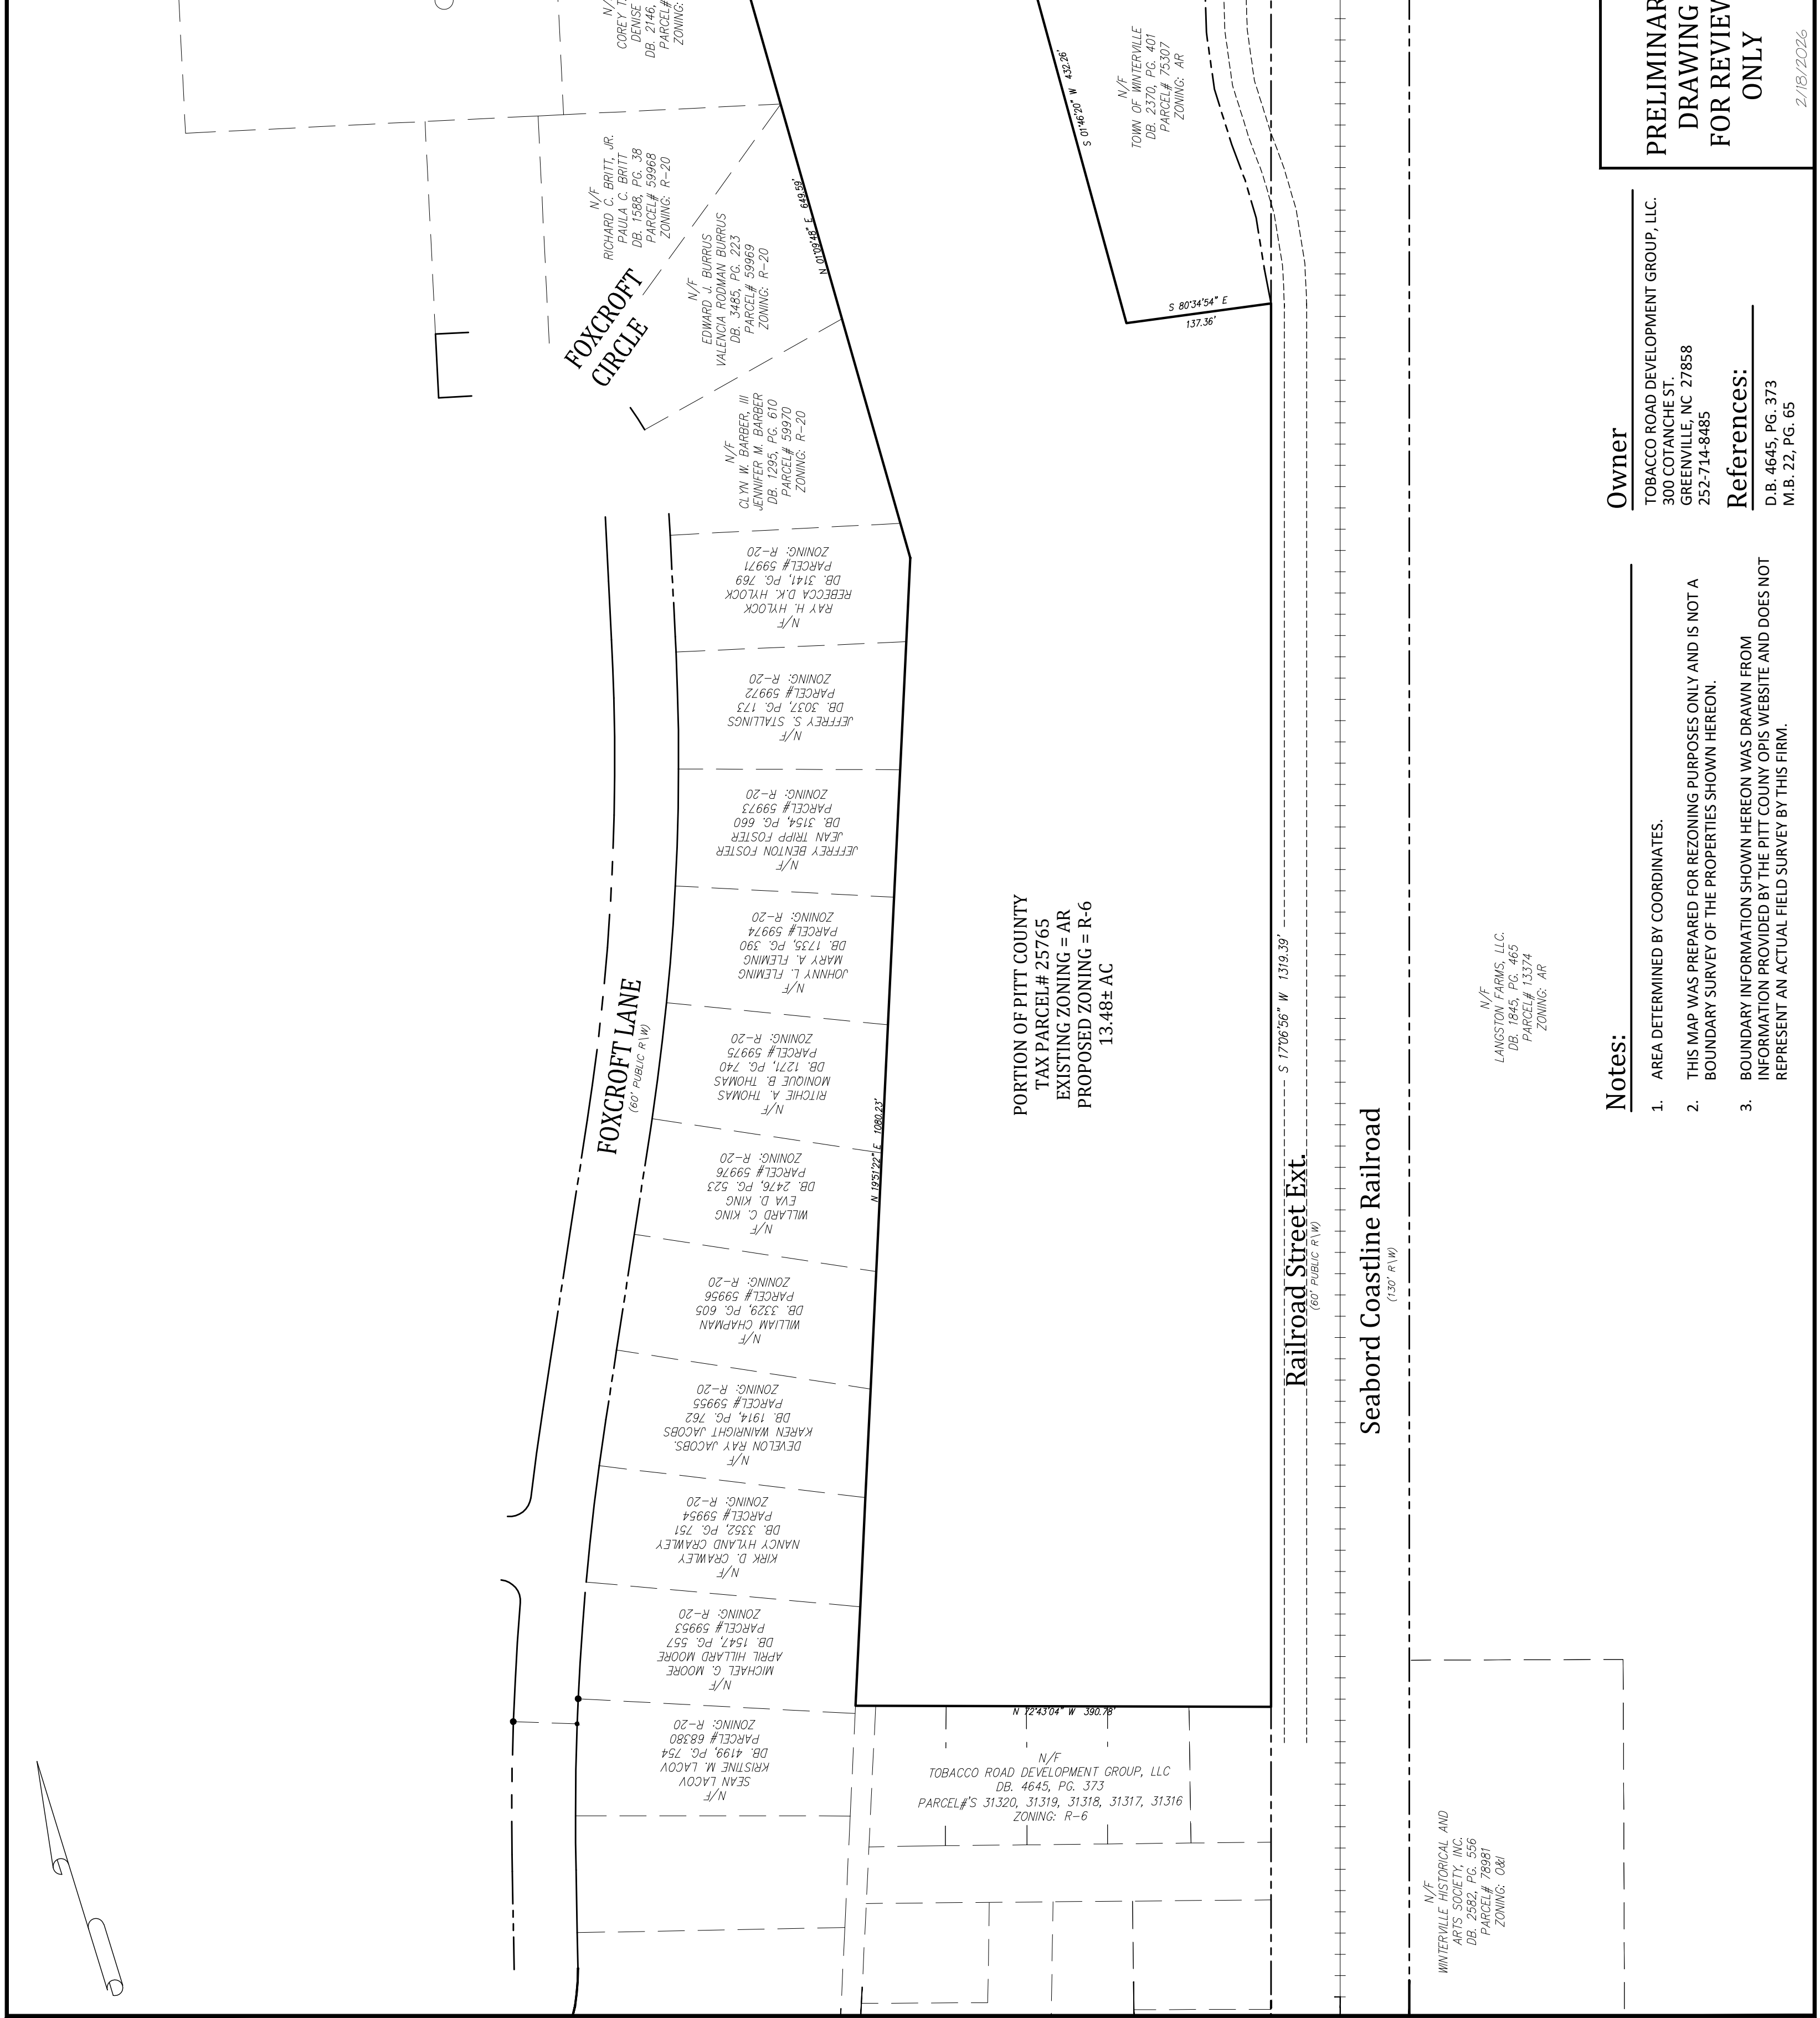 N/
COREY T.
DENISE
DB. 2146,
PARCEL#
ZONING:
N/F
RICHARD C. BRITT, JR.
PAULA C. BRITT
DB. 1588, PG. 38
PARCEL# 59968
ZONING: R-20
FOXCROFT
CIRCLE
N/F
EDWARD J. BURRUS
VALENCIA RODMAN BURRUS
DB. 3485, PG. 223
PARCEL# 59969
ZONING: R-20
N 01°09'48" E 649.59'
N/F
CLYN W. BARBER, III
JENNIFER M. BARBER
DB. 1295, PG. 610
PARCEL# 59970
ZONING: R-20
S 01°46'20" W 432.26'
N/F
TOWN OF WINTERVILLE
DB. 2370, PG. 401
PARCEL# 75307
ZONING: AR
S 80°34'54" E
137.36'
N/F
RAY H. HYLOCK
REBECCA D.K. HYLOCK
DB. 3141, PG. 769
PARCEL# 59971
ZONING: R-20
N/F
JEFFREY S. STALLINGS
DB. 3037, PG. 173
PARCEL# 59972
ZONING: R-20
N/F
JEFFREY BENTON FOSTER
JEAN TRIPP FOSTER
DB. 3154, PG. 660
PARCEL# 59973
ZONING: R-20
N/F
JOHNNY L. FLEMING
MARY A. FLEMING
DB. 1735, PG. 390
PARCEL# 59974
ZONING: R-20
N/F
RITCHIE A. THOMAS
MONIQUE B. THOMAS
DB. 1271, PG. 740
PARCEL# 59975
ZONING: R-20
N/F
WILLARD C. KING
EVA D. KING
DB. 2476, PG. 523
PARCEL# 59976
ZONING: R-20
N/F
WILLIAM CHAPMAN
DB. 3329, PG. 605
PARCEL# 59956
ZONING: R-20
N/F
DEVELON RAY JACOBS.
KAREN WAINRIGHT JACOBS
DB. 1914, PG. 762
PARCEL# 59955
ZONING: R-20
N/F
KIRK D. CRAWLEY
NANCY HYLAND CRAWLEY
DB. 3352, PG. 751
PARCEL# 59954
ZONING: R-20
N/F
MICHAEL G. MOORE
APRIL HILLARD MOORE
DB. 1547, PG. 557
PARCEL# 59953
ZONING: R-20
N/F
SEAN LACOV
KRISTINE M. LACOV
DB. 4199, PG. 754
PARCEL# 68380
ZONING: R-20
FOXCROFT LANE
(60' PUBLIC R\W)
N 19°51'22" E 1080.23'
PORTION OF PITT COUNTY
TAX PARCEL# 25765
EXISTING ZONING = AR
PROPOSED ZONING = R-6
13.48± AC
N 72°43'04" W 390.78'
N/F
TOBACCO ROAD DEVELOPMENT GROUP, LLC
DB. 4645, PG. 373
PARCEL#'S 31320, 31319, 31318, 31317, 31316
ZONING: R-6
S 17°06'56" W 1319.39'
Railroad Street Ext.
(60' PUBLIC R\W)
Seabord Coastline Railroad
(130' R\W)
N/F
LANGSTON FARMS, LLC.
DB. 1845, PG. 465
PARCEL# 13374
ZONING: AR
N/F
WINTERVILLE HISTORICAL AND
ARTS SOCIETY, INC.
DB. 2582, PG. 556
PARCEL# 78981
ZONING: O&I
Notes:
1. AREA DETERMINED BY COORDINATES.
2. THIS MAP WAS PREPARED FOR REZONING PURPOSES ONLY AND IS NOT A
BOUNDARY SURVEY OF THE PROPERTIES SHOWN HEREON.
3. BOUNDARY INFORMATION SHOWN HEREON WAS DRAWN FROM
INFORMATION PROVIDED BY THE PITT COUNY OPIS WEBSITE AND DOES NOT
REPRESENT AN ACTUAL FIELD SURVEY BY THIS FIRM.
Owner
TOBACCO ROAD DEVELOPMENT GROUP, LLC.
300 COTANCHE ST.
GREENVILLE, NC 27858
252-714-8485
References:
D.B. 4645, PG. 373
M.B. 22, PG. 65
PRELIMINAR
DRAWING
FOR REVIEW
ONLY
2/18/2026